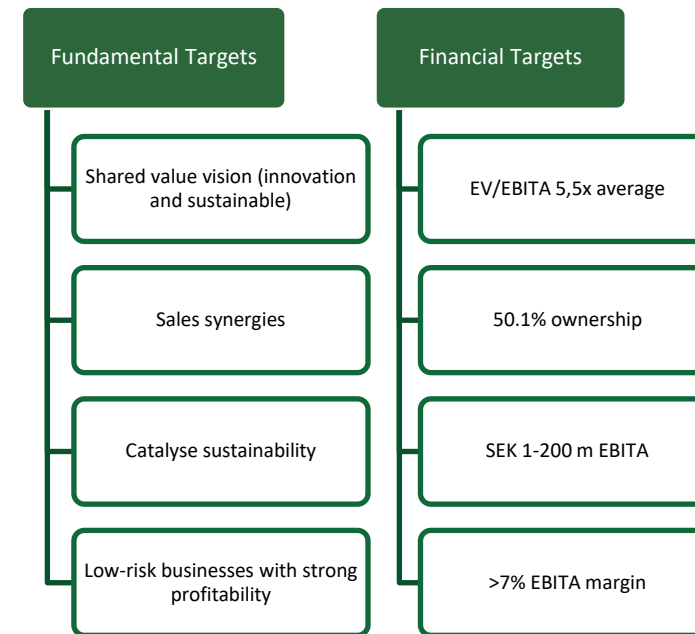 Fundamental Targets
Shared value vision (innovation
and sustainable)
Sales synergies
Catalyse sustainability
Low-risk businesses with strong
profitability
Financial Targets
EV/EBITA 5,5x average
50.1% ownership
SEK 1-200 m EBITA
>7% EBITA margin